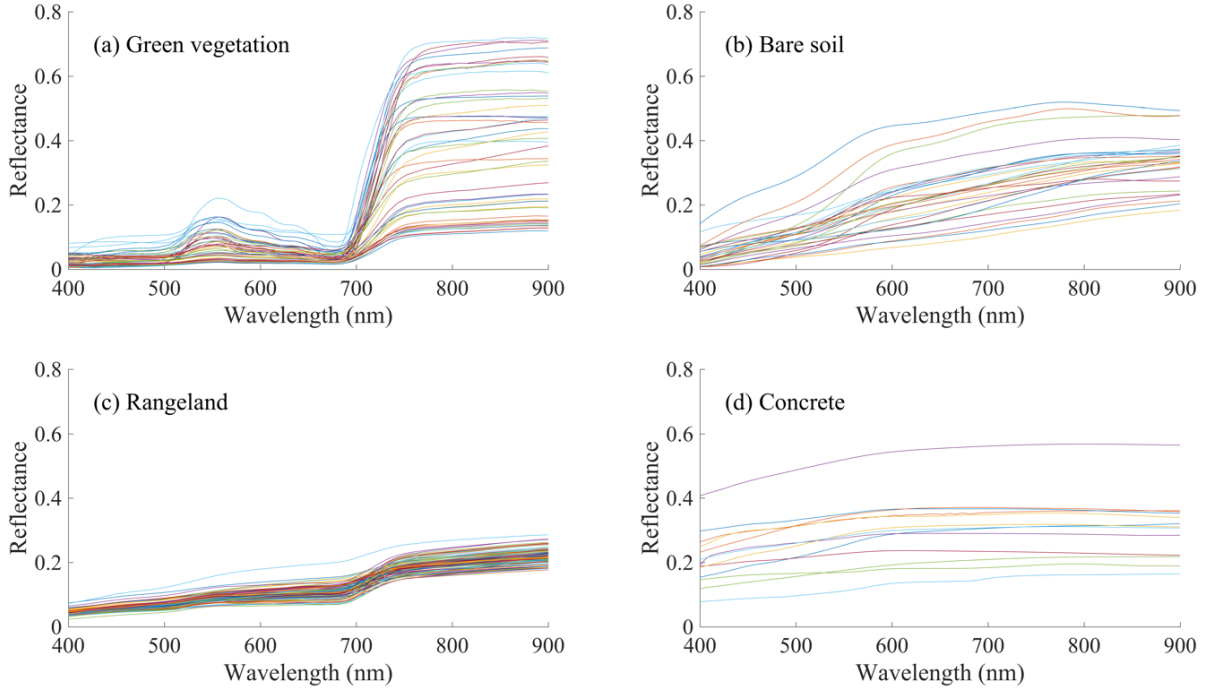 (a) Green vegetation
Reflectance
0.8
0.6
0.4
0.2
0
400 500 600 700 800 900
Wavelength (nm)
(b) Bare soil
Reflectance
0.8
0.6
0.4
0.2
0
400 500 600 700 800 900
Wavelength (nm)
(c) Rangeland
Reflectance
0.8
0.6
0.4
0.2
0
400 500 600 700 800 900
Wavelength (nm)
(d) Concrete
Reflectance
0.8
0.6
0.4
0.2
0
400 500 600 700 800 900
Wavelength (nm)